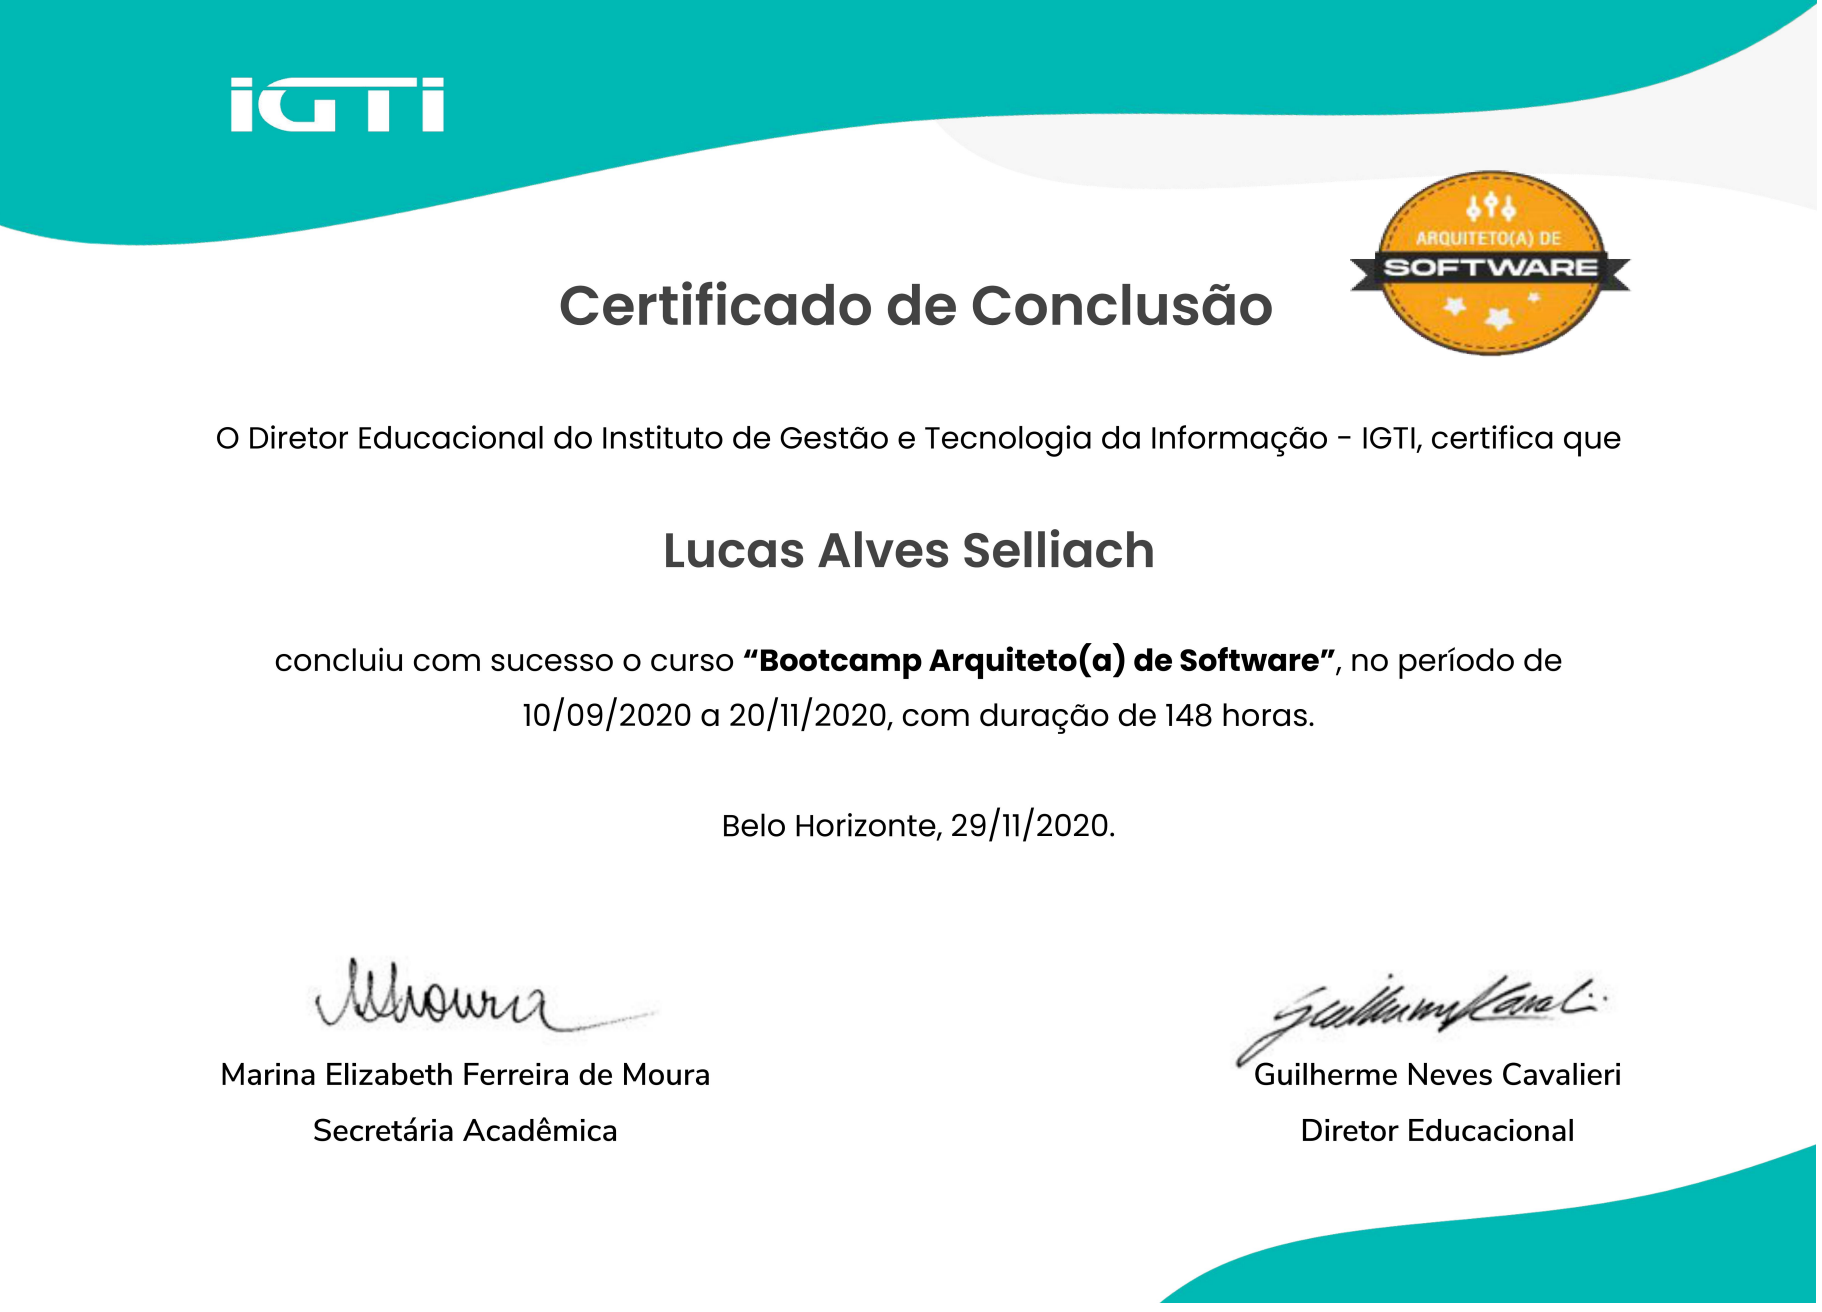 iGTi
ARQUITETO(A) DE
SOFTWARE
Certificado de Conclusão
O Diretor Educacional do Instituto de Gestão e Tecnologia da Informação - IGTI, certifica que
Lucas Alves Selliach
concluiu com sucesso o curso “Bootcamp Arquiteto(a) de Software”, no período de
10/09/2020 a 20/11/2020, com duração de 148 horas.
Belo Horizonte, 29/11/2020.
Marina Elizabeth Ferreira de Moura
Secretária Acadêmica
Guilherme Neves Cavalieri
Diretor Educacional